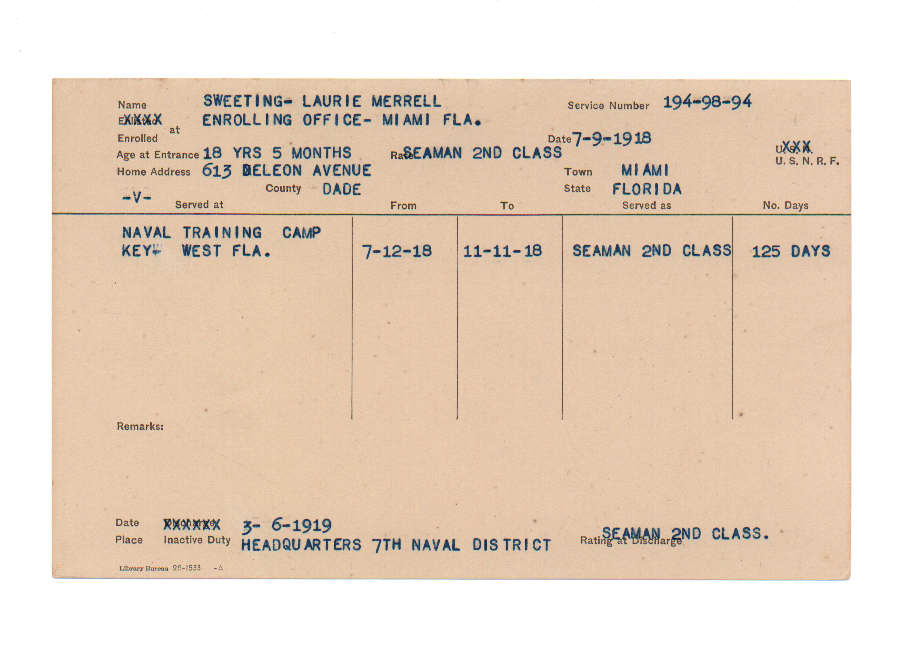 Name SWEETING- LAURIE MERRELL Service Number 194-98-94
Enlisted XXXX at ENROLLING OFFICE- MIAMI FLA.
Enrolled Date 7-9-1918
Age at Entrance 18 YRS 5 MONTHS Rate SEAMAN 2ND CLASS U.S.N. XXX
U. S. N. R. F.
Home Address 613 DELEON AVENUE Town MIAMI
County DADE State FLORIDA
-V- Served at From To Served as No. Days
NAVAL TRAINING CAMP
KEY- WEST FLA. 7-12-18 11-11-18 SEAMAN 2ND CLASS 125 DAYS
Remarks:
Date Discharge XXXXXX 3- 6-1919
Place Inactive Duty HEADQUARTERS 7TH NAVAL DISTRICT Rating at Discharge SEAMAN 2ND CLASS.
Library Bureau 26-1533 -A